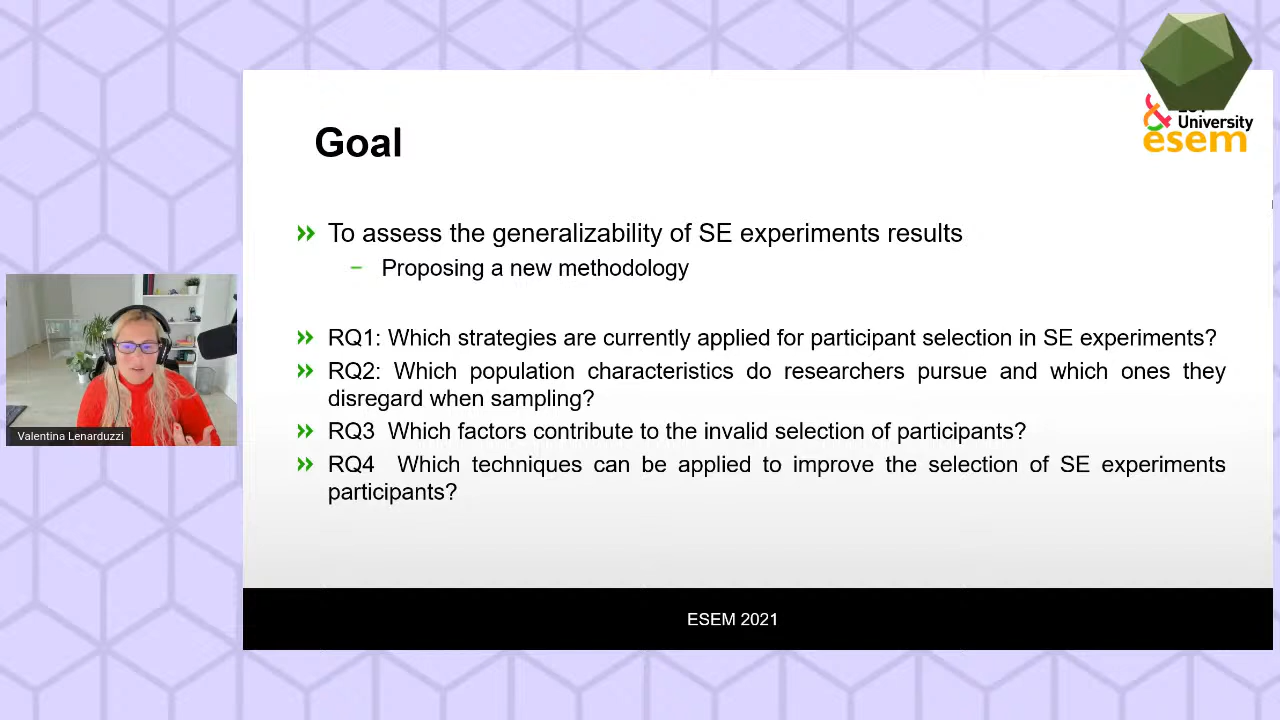 University
esem
Goal
To assess the generalizability of SE experiments results
– Proposing a new methodology
RQ1: Which strategies are currently applied for participant selection in SE experiments?
RQ2: Which population characteristics do researchers pursue and which ones they
disregard when sampling?
RQ3 Which factors contribute to the invalid selection of participants?
RQ4 Which techniques can be applied to improve the selection of SE experiments
participants?
Valentina Lenarduzzi
ESEM 2021